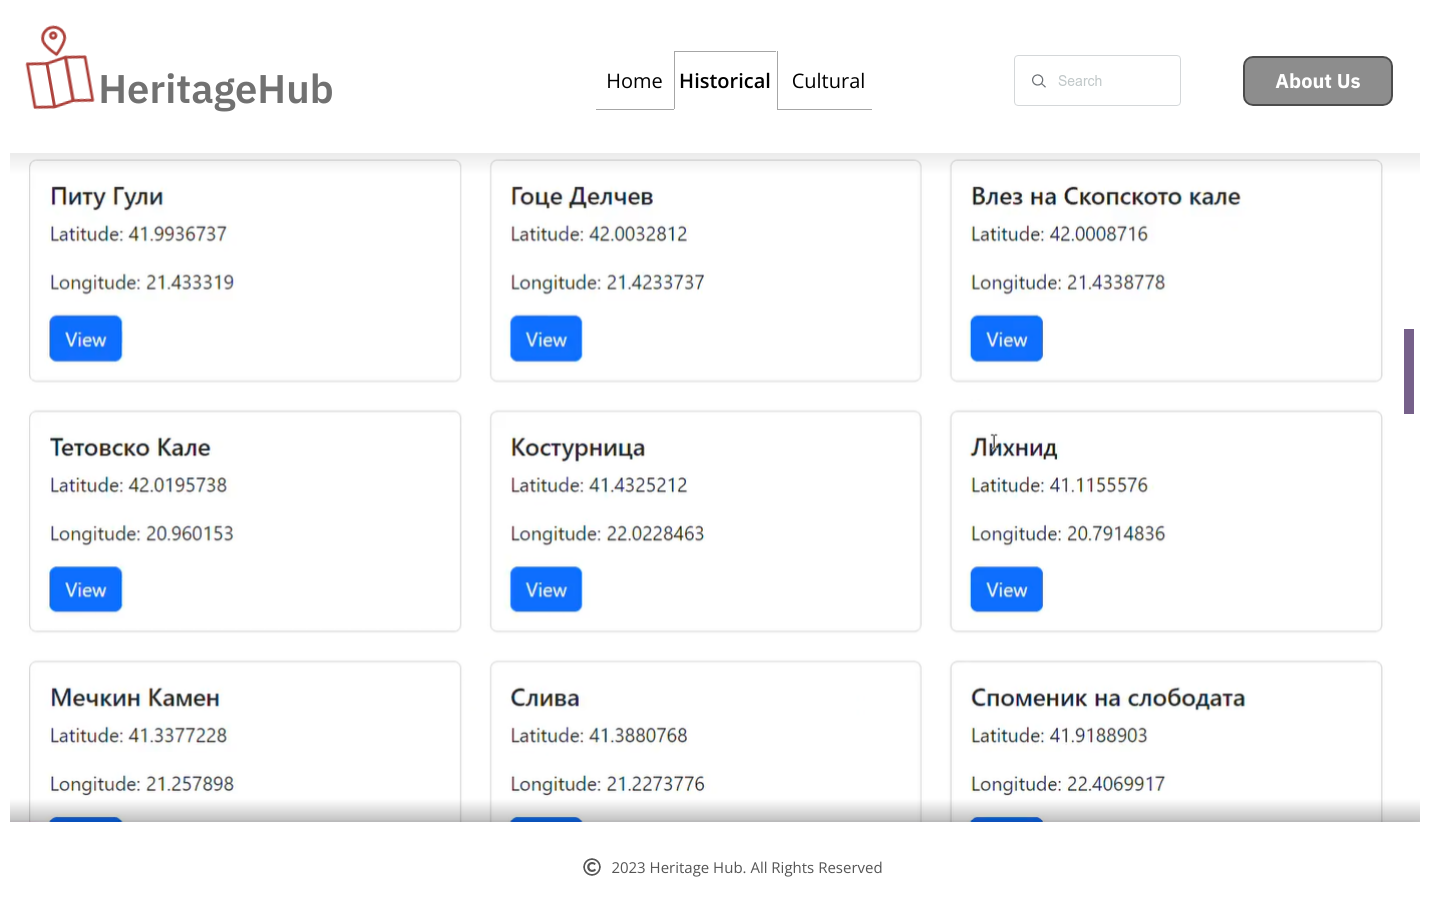 HeritageHub
Home Historical Cultural
Search
About Us
Питу Гули
Latitude: 41.9936737
Longitude: 21.433319
View
Гоце Делчев
Latitude: 42.0032812
Longitude: 21.4233737
View
Влез на Скопското кале
Latitude: 42.0008716
Longitude: 21.4338778
View
Тетовско Кале
Latitude: 42.0195738
Longitude: 20.960153
View
Костурница
Latitude: 41.4325212
Longitude: 22.0228463
View
Лихнид
Latitude: 41.1155576
Longitude: 20.7914836
View
Мечкин Камен
Latitude: 41.3377228
Longitude: 21.257898
Слива
Latitude: 41.3880768
Longitude: 21.2273776
Споменик на слободата
Latitude: 41.9188903
Longitude: 22.4069917
© 2023 Heritage Hub. All Rights Reserved